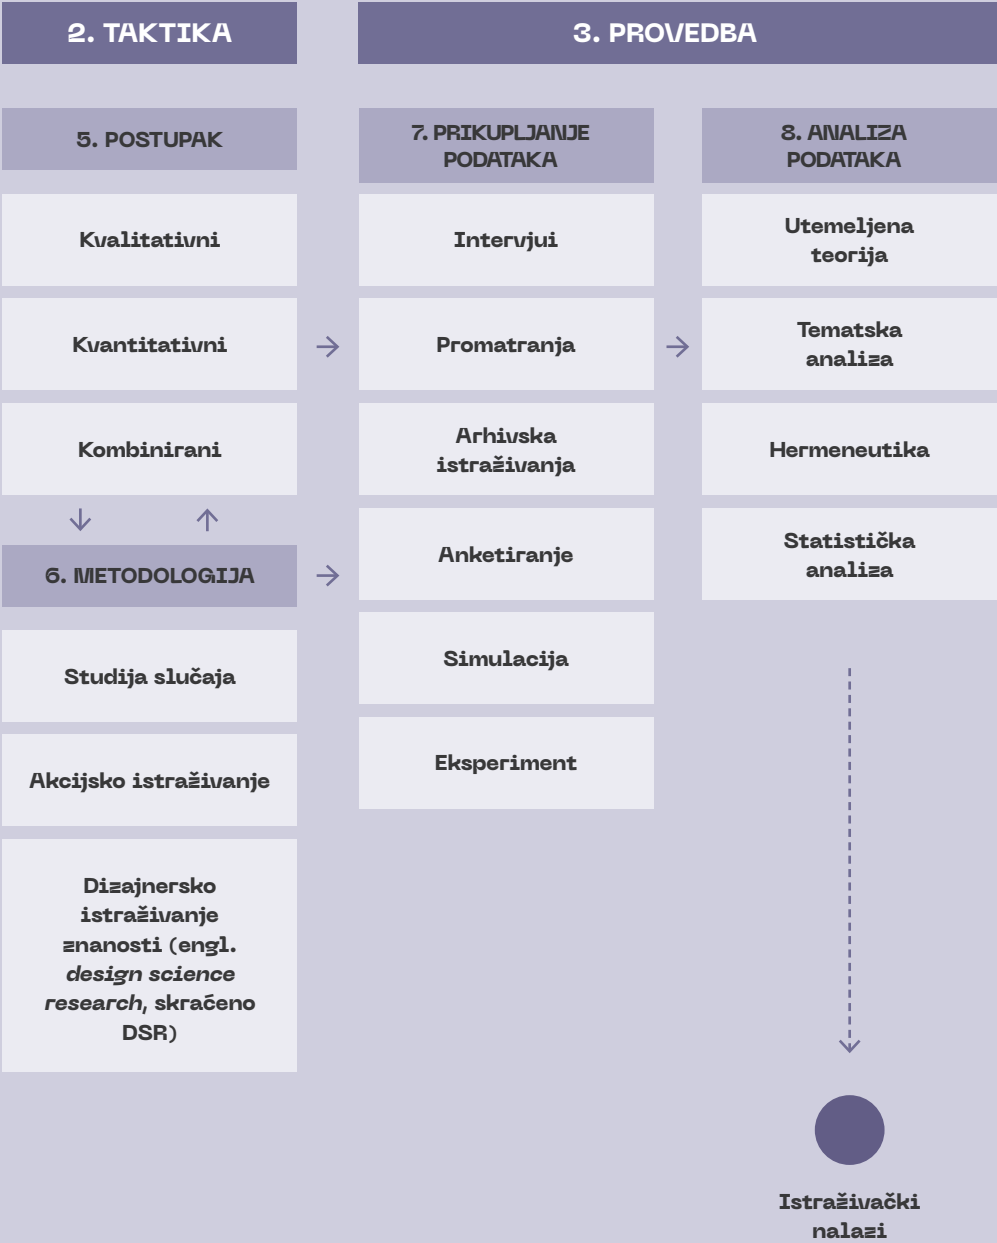 2. TAKTIKA
5. POSTUPAK
Kvalitativni
Kvantitativni
Kombinirani
6. METODOLOGIJA
Studija slučaja
Akcijsko istraživanje
Dizajnersko
istraživanje
znanosti (engl.
design science
research, skraćeno
DSR)
3. PROVEDBA
7. PRIKUPLJANJE
PODATAKA
Intervjui
Promatranja
Arhivska
istraživanja
Anketiranje
Simulacija
Eksperiment
8. ANALIZA
PODATAKA
Utemeljena
teorija
Tematska
analiza
Hermeneutika
Statistička
analiza
Istraživački
nalazi